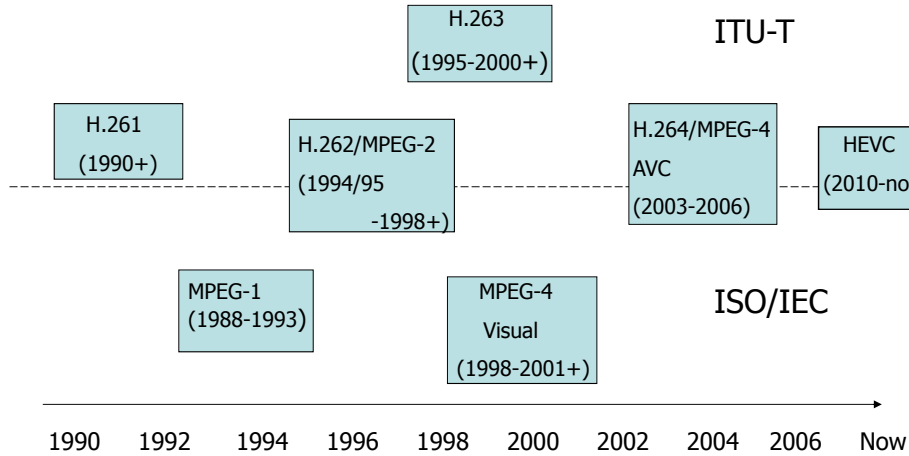 H.263
(1995-2000+)
ITU-T
H.261
(1990+)
H.262/MPEG-2
(1994/95
-1998+)
H.264/MPEG-4
AVC
(2003-2006)
HEVC
(2010-no
MPEG-1
(1988-1993)
MPEG-4
Visual
(1998-2001+)
ISO/IEC
1990 1992 1994 1996 1998 2000 2002 2004 2006 Now